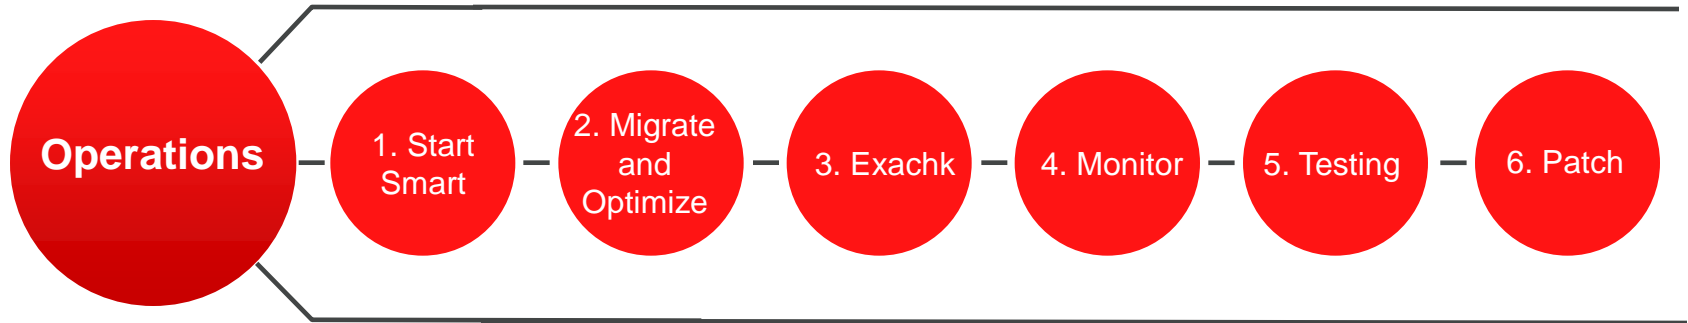 Operations
1. Start
Smart
2. Migrate
and
Optimize
3. Exachk
4. Monitor
5. Testing
6. Patch